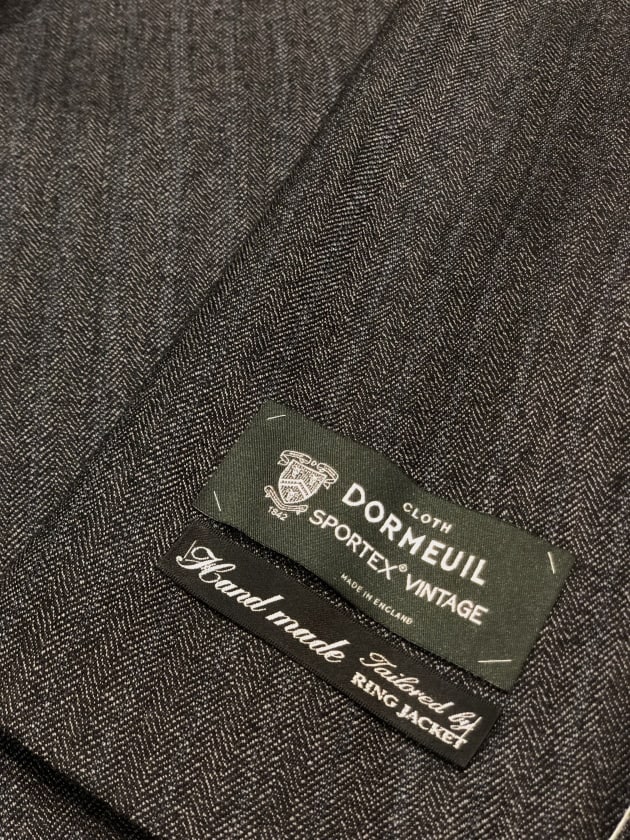 1842
CLOTH
DORMEUIL
SPORTEX® VINTAGE
MADE IN ENGLAND
Hand made
Tailored by
RING JACKET